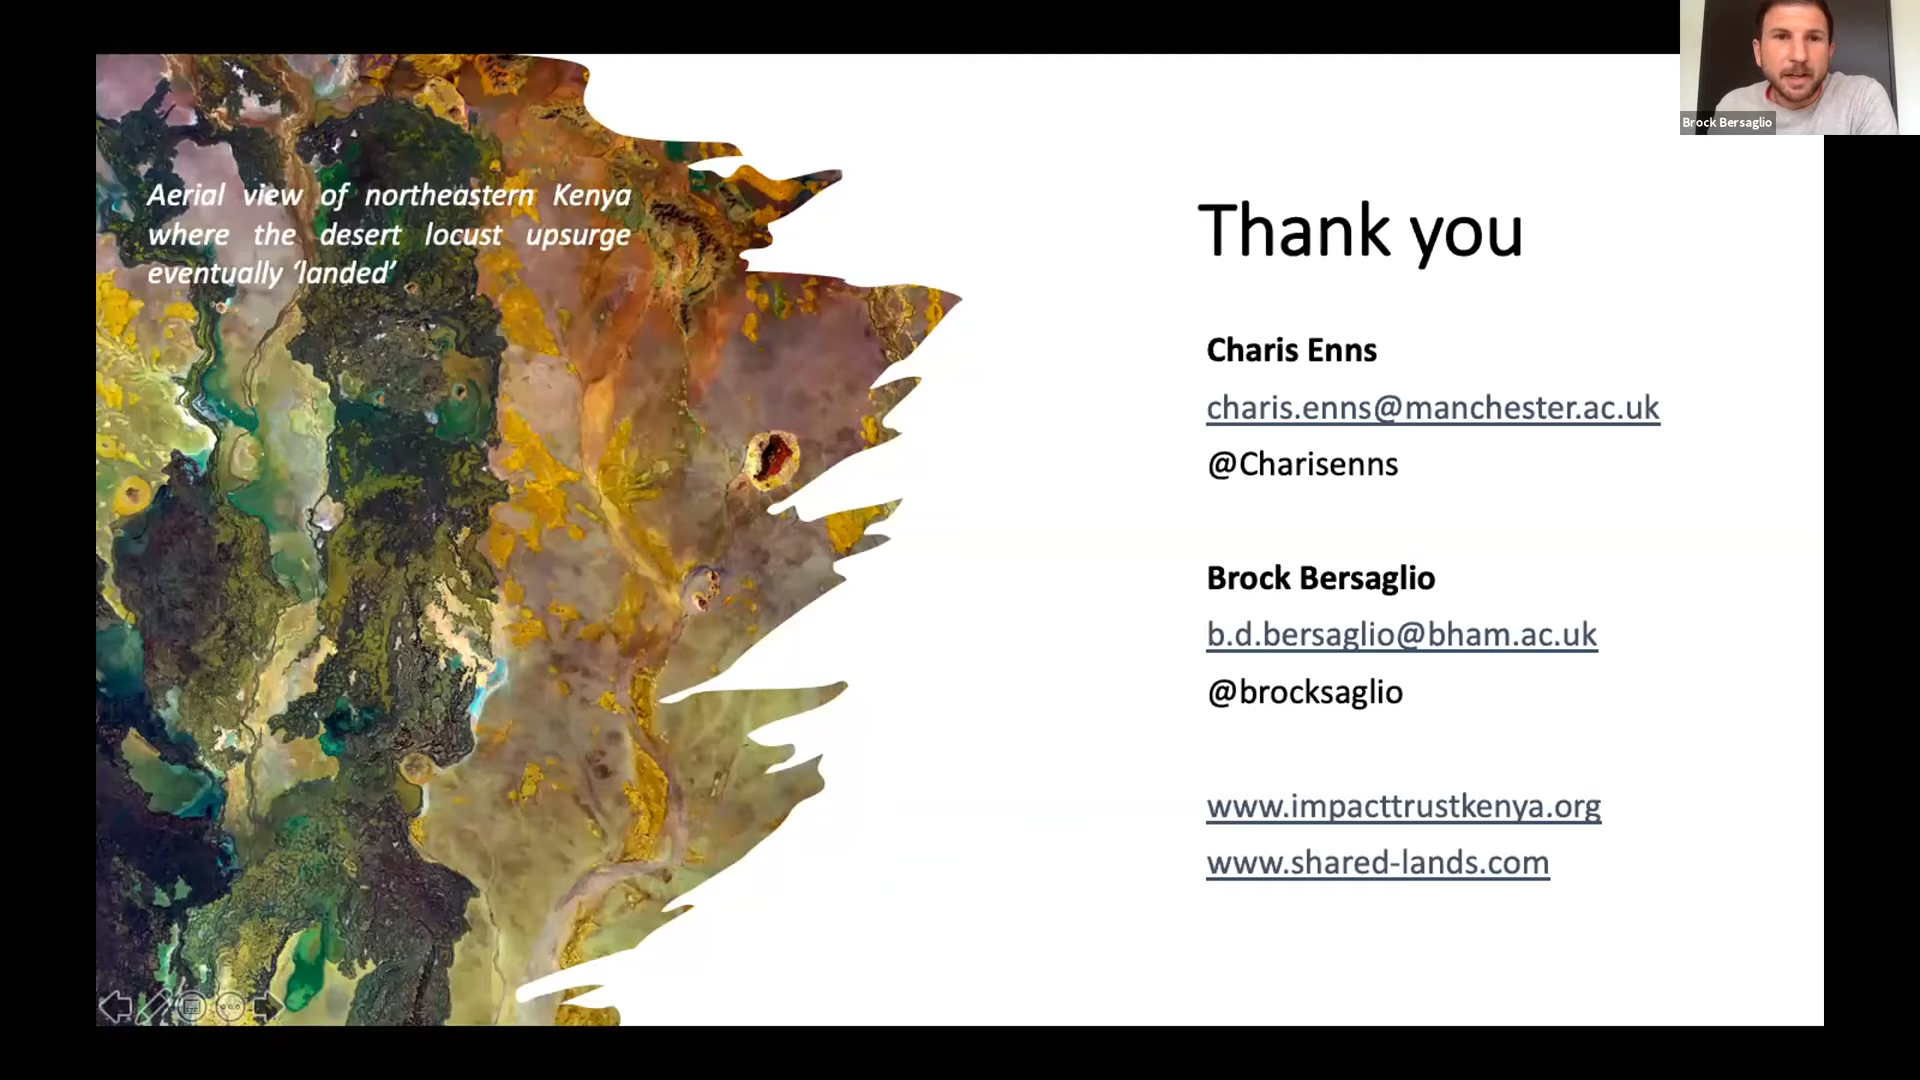 Brock Bersaglio
Aerial view of northeastern Kenya
where the desert locust upsurge
eventually ‘landed’
Thank you
Charis Enns
charis.enns@manchester.ac.uk
@Charisenns
Brock Bersaglio
b.d.bersaglio@bham.ac.uk
@brocksaglio
www.impacttrustkenya.org
www.shared-lands.com